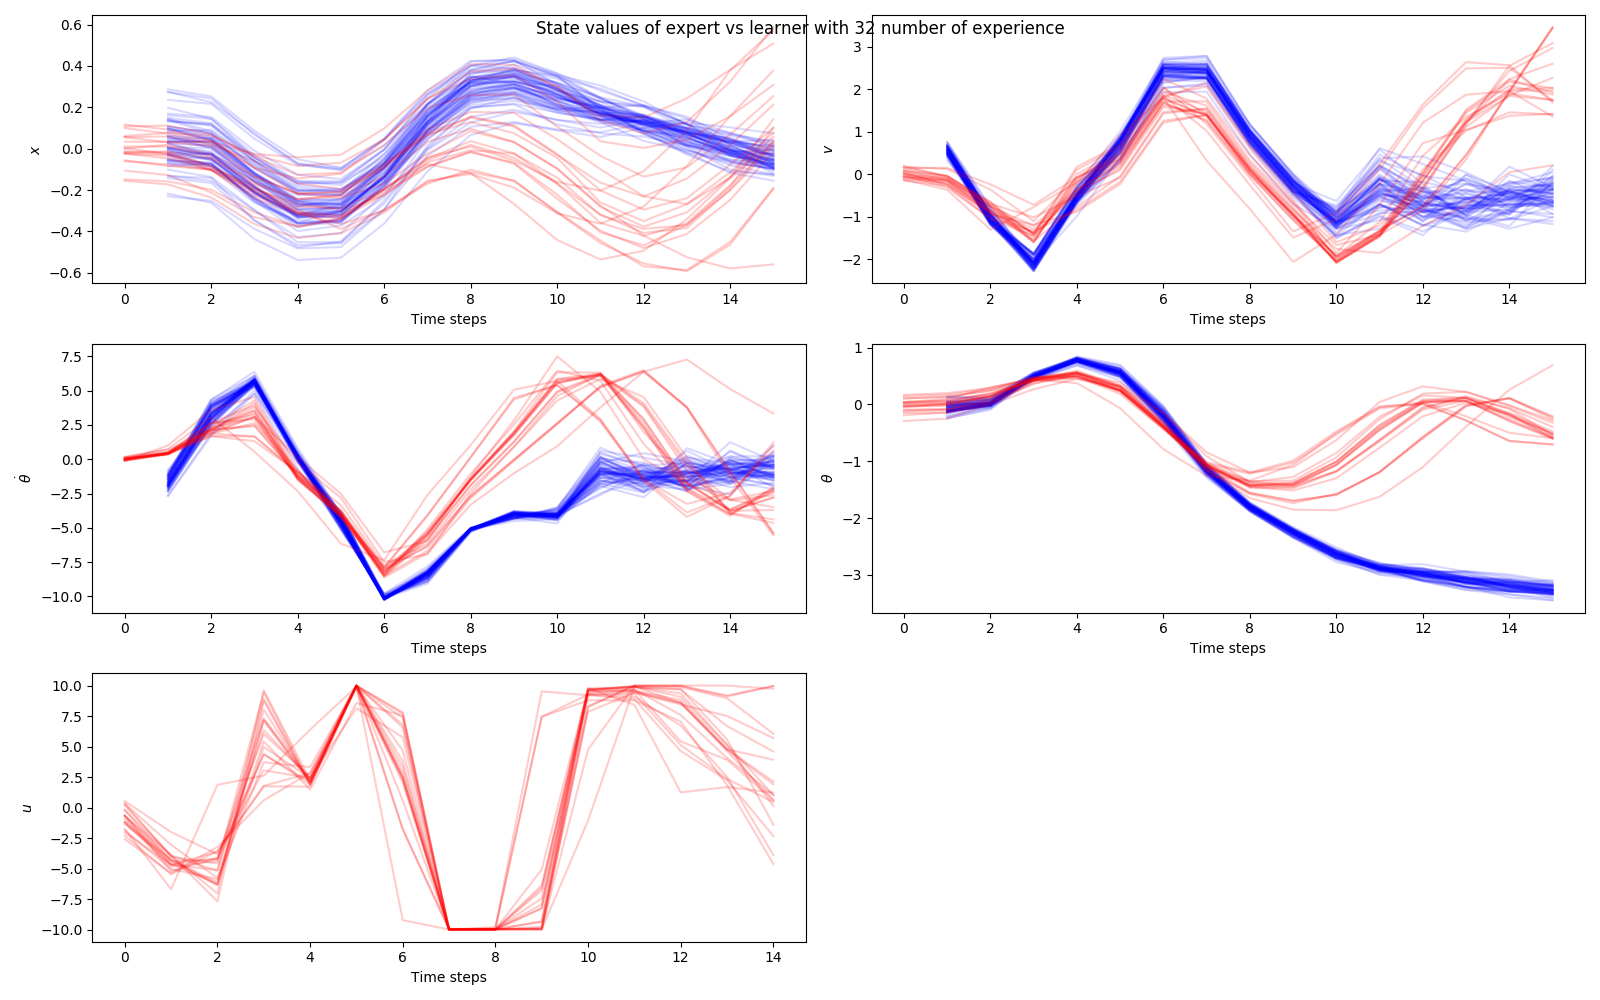 State values of expert vs learner with 32 number of experience
0.6
0.4
0.2
0.0
−0.2
−0.4
−0.6
x
0 2 4 6 8 10 12 14
Time steps
3
2
1
0
−1
−2
v
0 2 4 6 8 10 12 14
Time steps
7.5
5.0
2.5
0.0
−2.5
−5.0
−7.5
−10.0
θ̇
0 2 4 6 8 10 12 14
Time steps
1
0
−1
−2
−3
θ
0 2 4 6 8 10 12 14
Time steps
10.0
7.5
5.0
2.5
0.0
−2.5
−5.0
−7.5
−10.0
u
0 2 4 6 8 10 12 14
Time steps